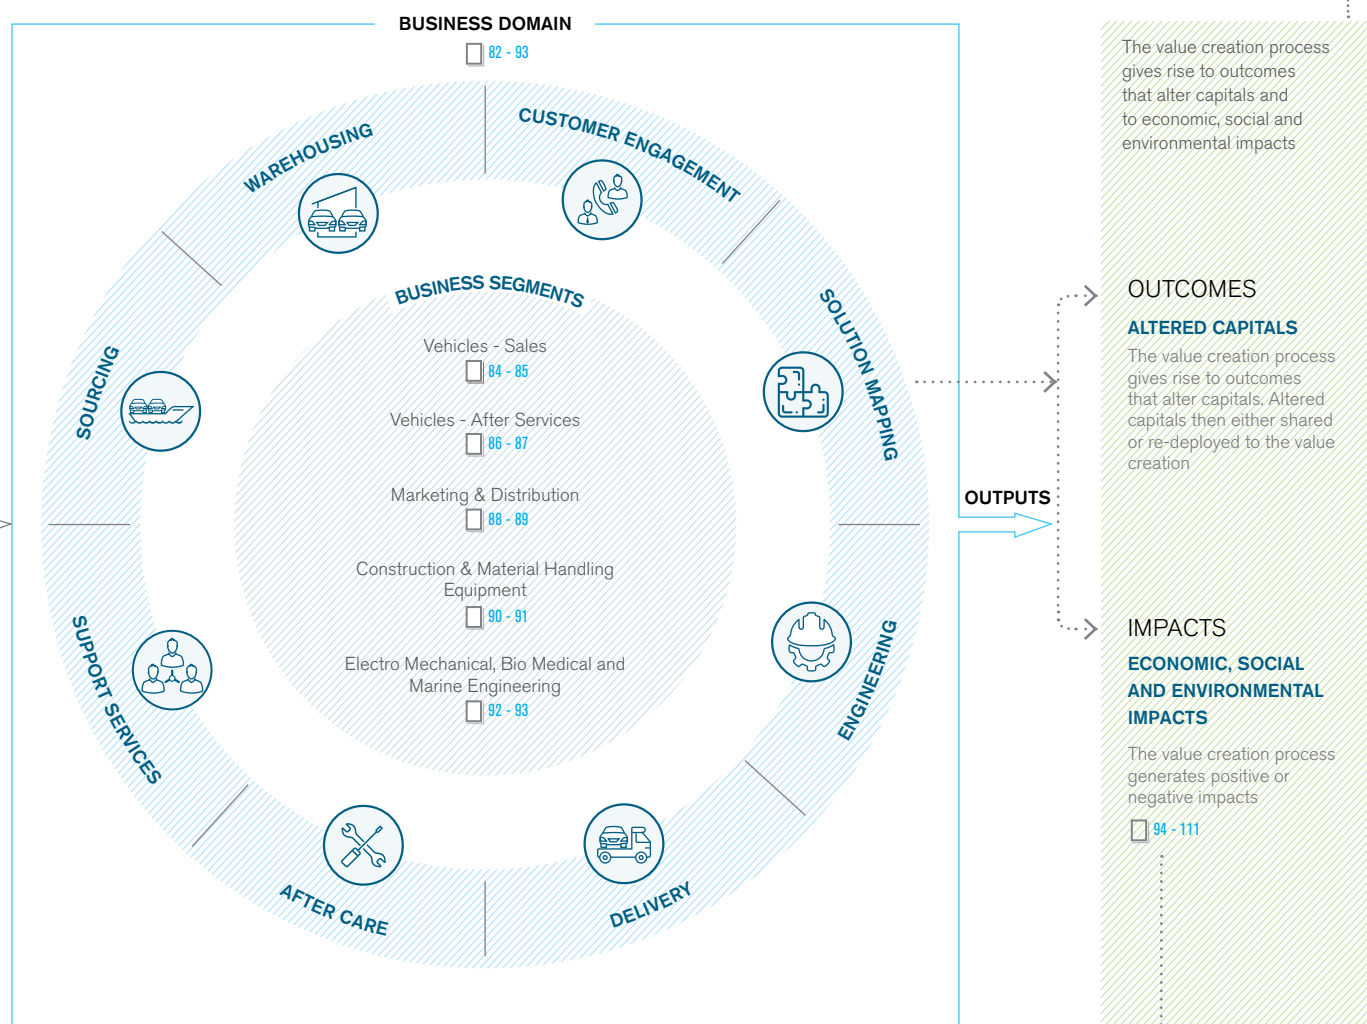 BUSINESS DOMAIN
82 - 93
WAREHOUSING
CUSTOMER ENGAGEMENT
SOLUTION MAPPING
ENGINEERING
DELIVERY
AFTER CARE
SUPPORT SERVICES
SOURCING
BUSINESS SEGMENTS
Vehicles - Sales
84 - 85
Vehicles - After Services
86 - 87
Marketing & Distribution
88 - 89
Construction & Material Handling
Equipment
90 - 91
Electro Mechanical, Bio Medical and
Marine Engineering
92 - 93
OUTPUTS
The value creation process
gives rise to outcomes
that alter capitals and
to economic, social and
environmental impacts
OUTCOMES
ALTERED CAPITALS
The value creation process
gives rise to outcomes
that alter capitals. Altered
capitals then either shared
or re-deployed to the value
creation
IMPACTS
ECONOMIC, SOCIAL
AND ENVIRONMENTAL
IMPACTS
The value creation process
generates positive or
negative impacts
94 - 111